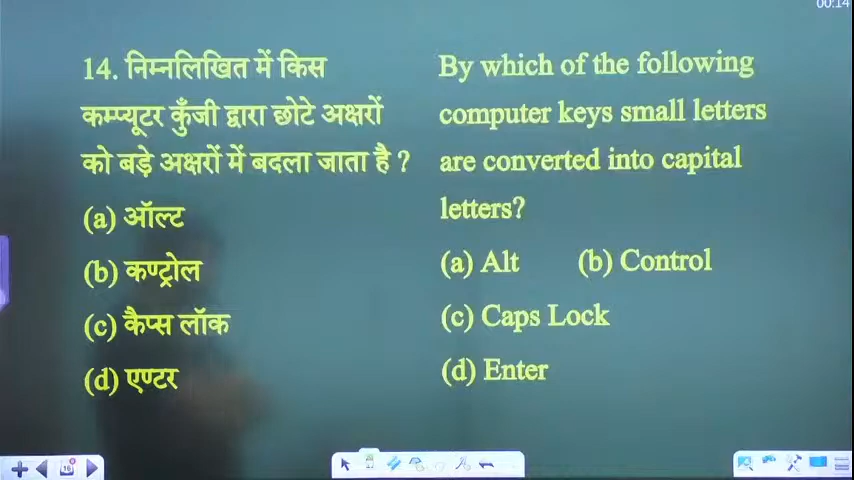 00:14
14. निम्नलिखित में किस
कम्प्यूटर कुँजी द्वारा छोटे अक्षरों
को बड़े अक्षरों में बदला जाता है ?
(a) ऑल्ट
(b) कण्ट्रोल
(c) कैप्स लॉक
(d) एण्टर
By which of the following
computer keys small letters
are converted into capital
letters?
(a) Alt (b) Control
(c) Caps Lock
(d) Enter